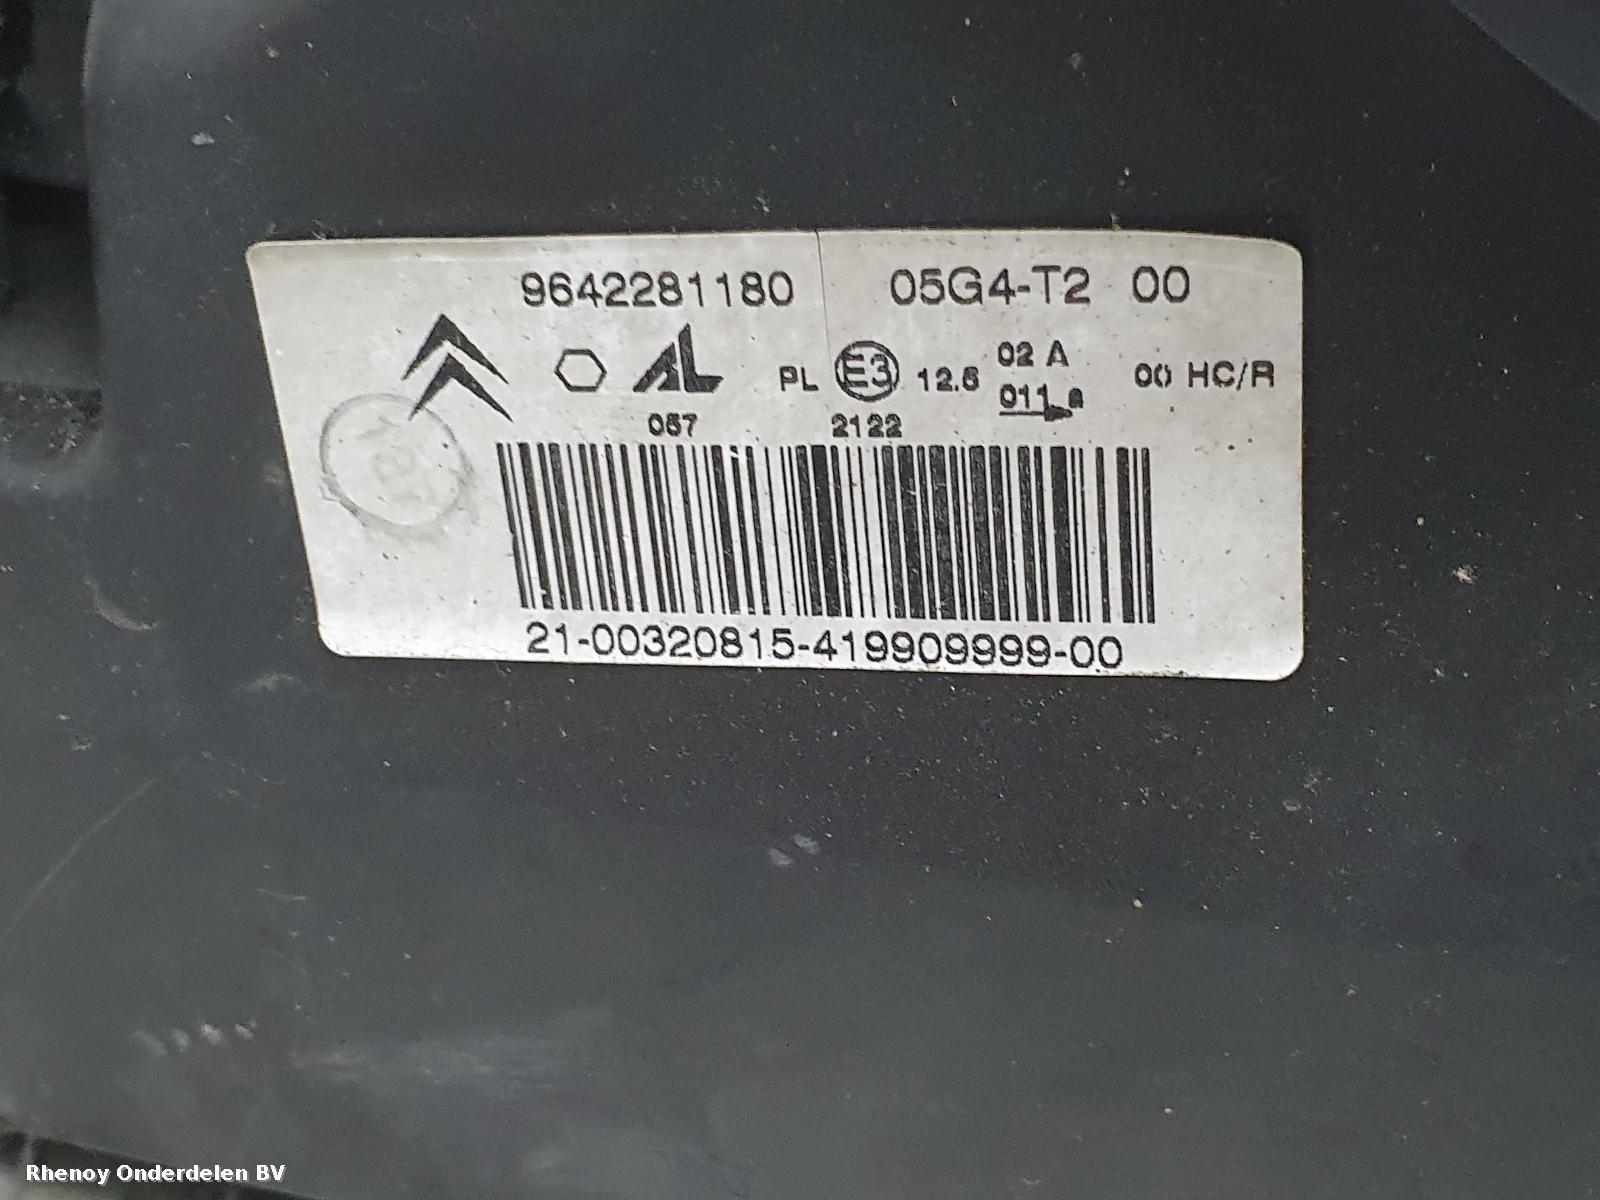 9642281180 05G4-T2 00
AL PL E3 12.5 02 A 00 HC/R
011 a
057 2122
21-00320815-419909999-00
Rhenoy Onderdelen BV